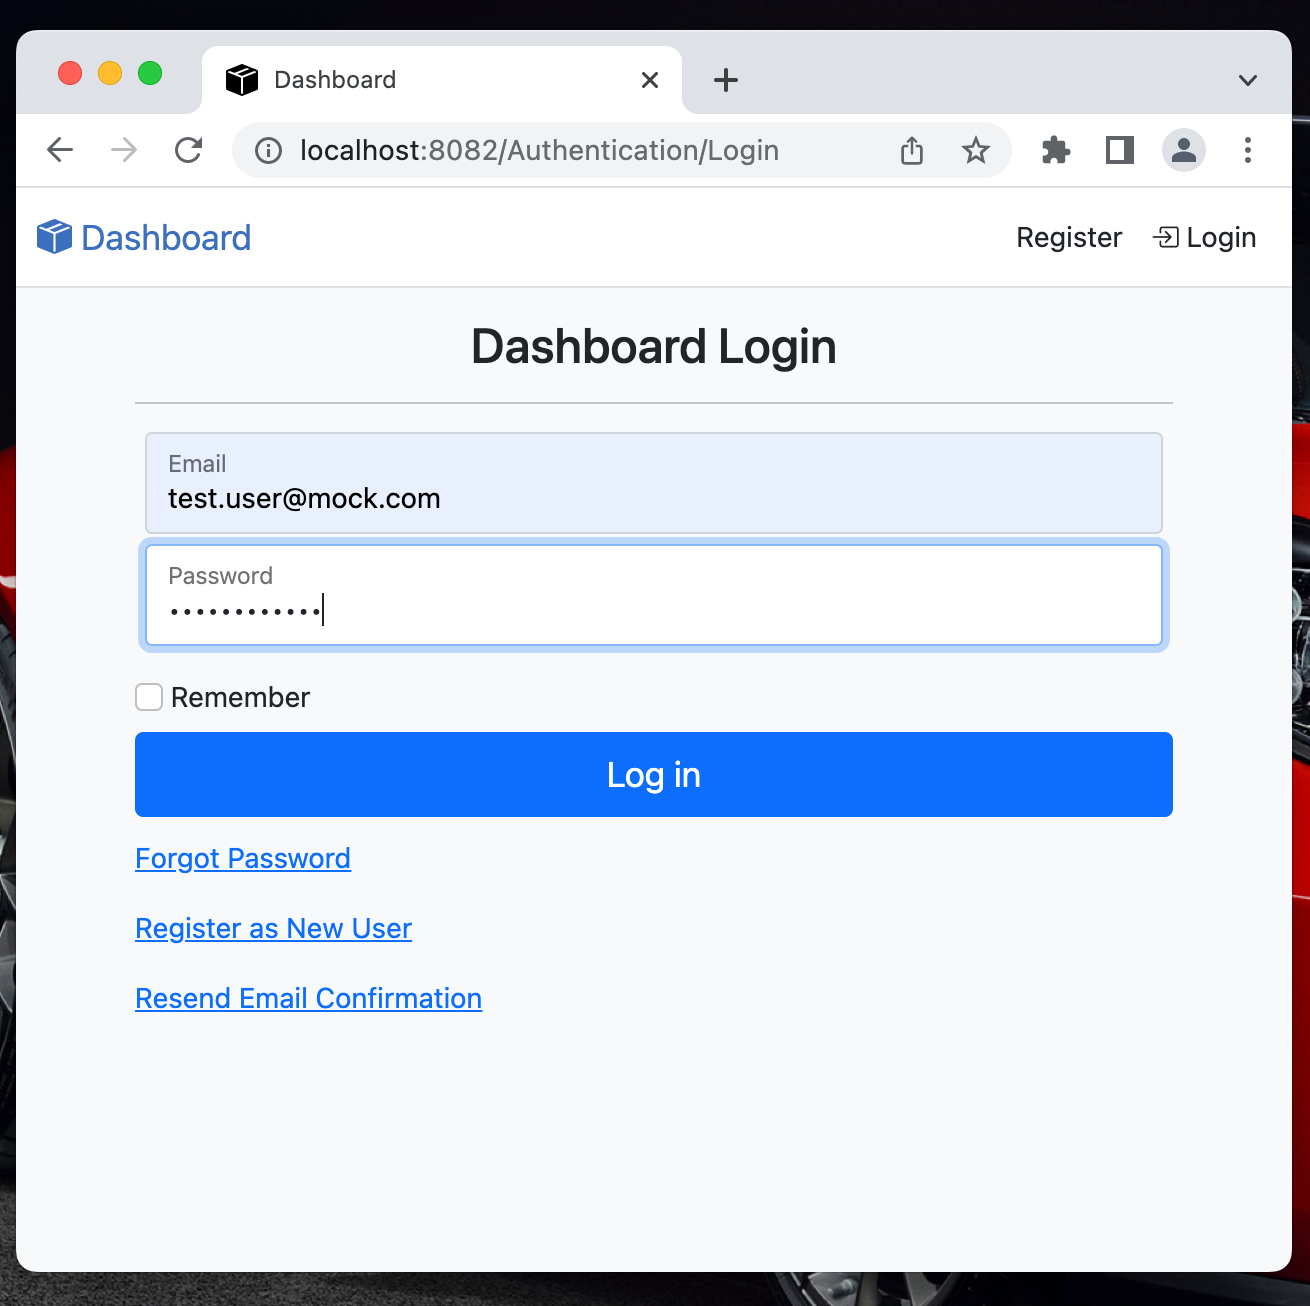 Dashboard
localhost:8082/Authentication/Login
Dashboard
Register
Login
Dashboard Login
Email
test.user@mock.com
Password
••••••••••••
Remember
Log in
Forgot Password
Register as New User
Resend Email Confirmation